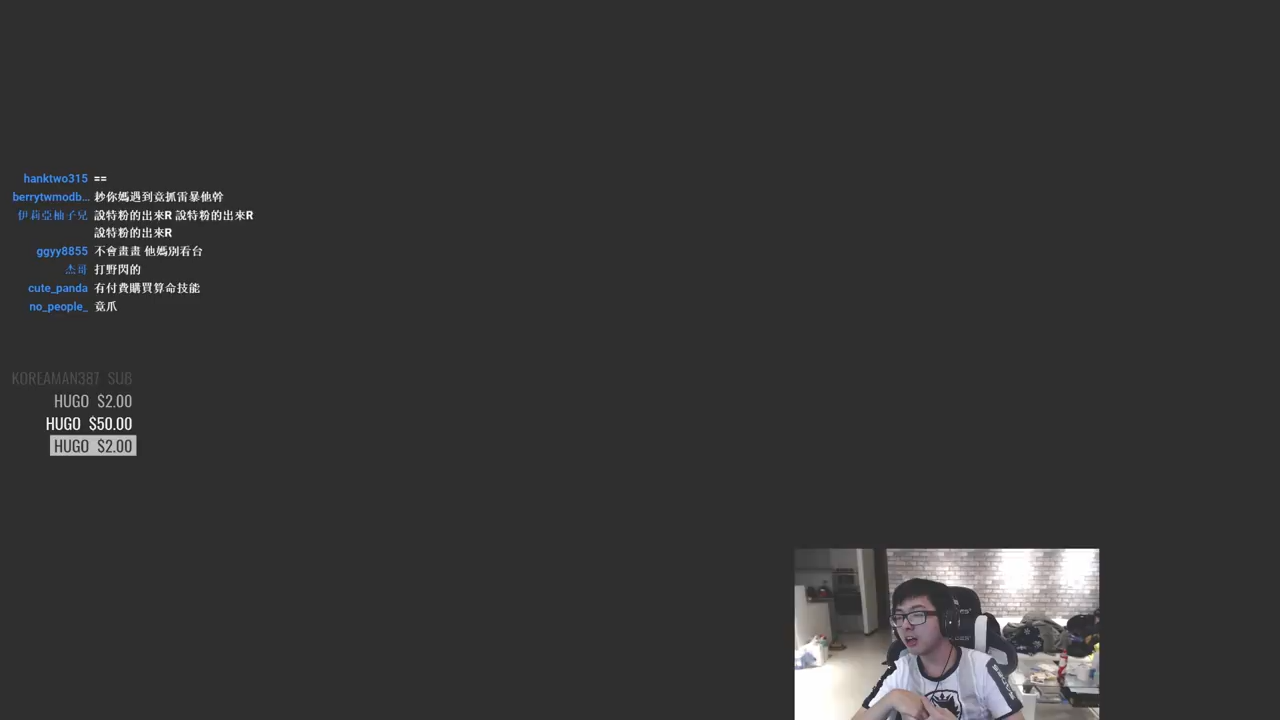 hanktwo315 ==
berrytwmodb... 耖你媽遇到竟抓雷暴他幹
伊莉亞柚子兒 說特粉的出來R 說特粉的出來R
說特粉的出來R
ggyy8855 不會畫畫 他媽別看台
杰哥 打野閃的
cute_panda 有付費購買算命技能
no_people_ 竟爪
KOREAMAN387 SUB
HUGO $2.00
HUGO $50.00
HUGO $2.00